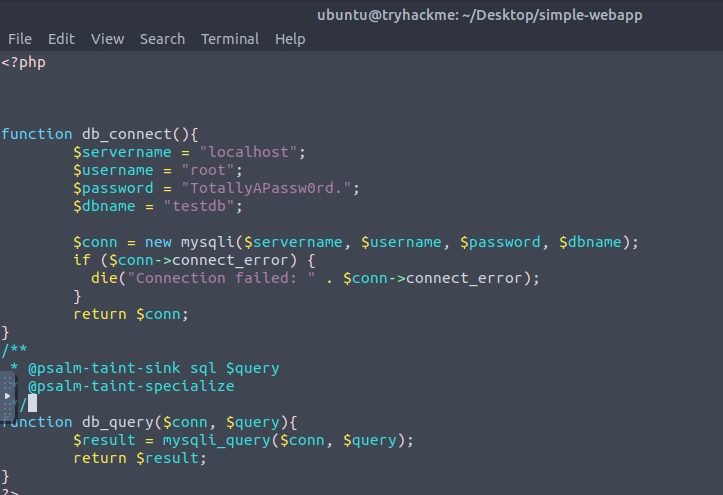 ubuntu@tryhackme: ~/Desktop/simple-webapp
File Edit View Search Terminal Help
<?php
function db_connect(){
$servername = "localhost";
$username = "root";
$password = "TotallyAPassw0rd.";
$dbname = "testdb";
$conn = new mysqli($servername, $username, $password, $dbname);
if ($conn->connect_error) {
die("Connection failed: " . $conn->connect_error);
}
return $conn;
}
/**
* @psalm-taint-sink sql $query
@psalm-taint-specialize
/
function db_query($conn, $query){
$result = mysqli_query($conn, $query);
return $result;
}
?>